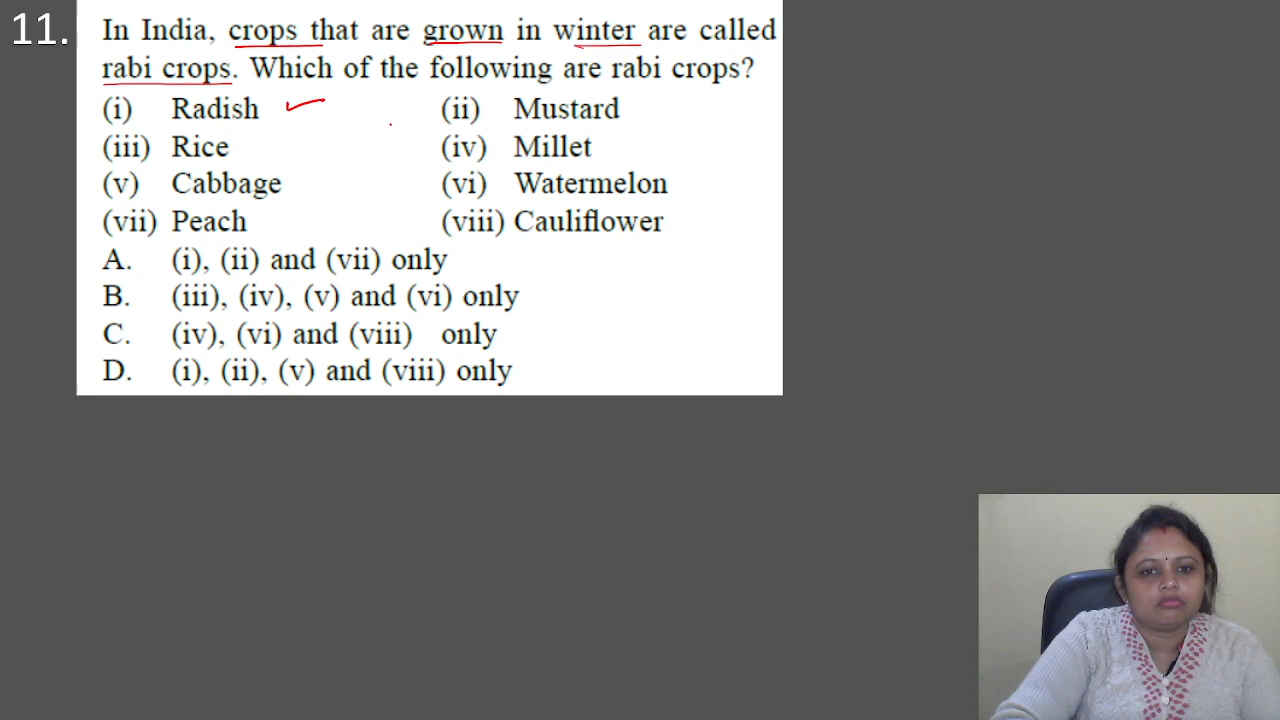 11.
In India, crops that are grown in winter are called
rabi crops. Which of the following are rabi crops?
(i) Radish (ii) Mustard
(iii) Rice (iv) Millet
(v) Cabbage (vi) Watermelon
(vii) Peach (viii) Cauliflower
A. (i), (ii) and (vii) only
B. (iii), (iv), (v) and (vi) only
C. (iv), (vi) and (viii) only
D. (i), (ii), (v) and (viii) only